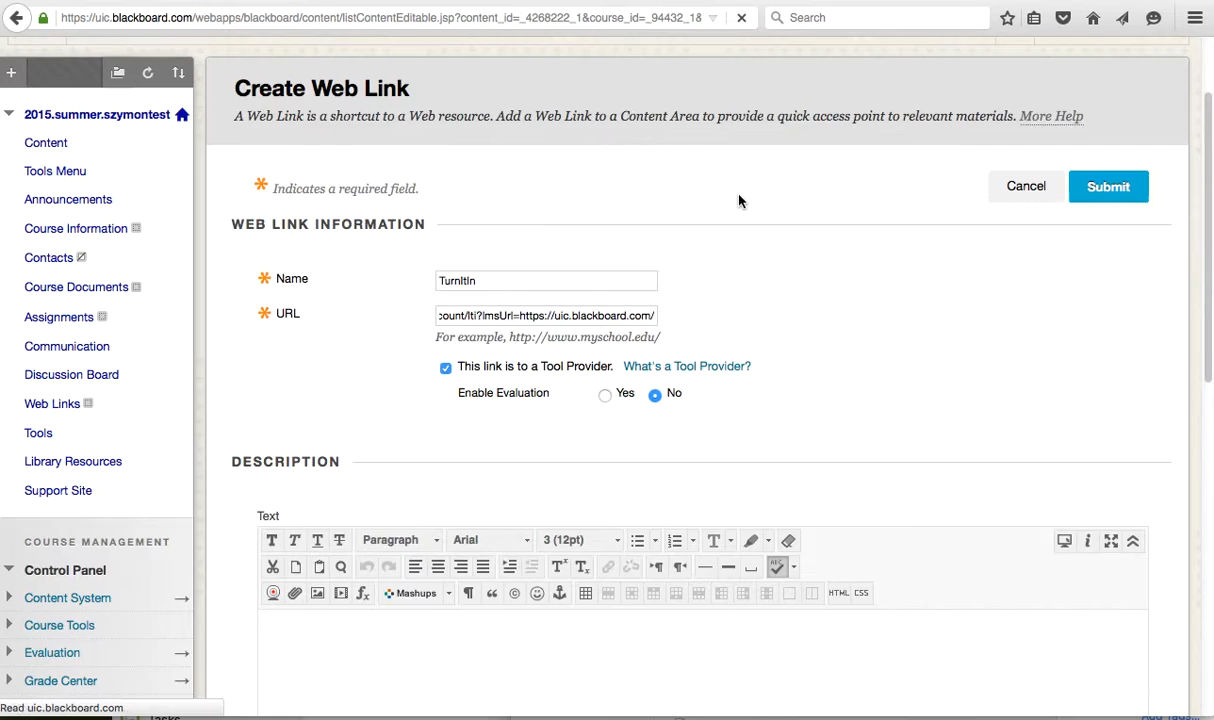 https://uic.blackboard.com/webapps/blackboard/content/listContentEditable.jsp?content_id=_4268222_1&course_id=_94432_1&
Search
Create Web Link
A Web Link is a shortcut to a Web resource. Add a Web Link to a Content Area to provide a quick access point to relevant materials. More Help
2015.summer.szymontest
Content
Tools Menu
Announcements
Course Information
Contacts
Course Documents
Assignments
Communication
Discussion Board
Web Links
Tools
Library Resources
Support Site
COURSE MANAGEMENT
Control Panel
Content System
Course Tools
Evaluation
Grade Center
Read uic.blackboard.com
Indicates a required field.
Cancel
Submit
WEB LINK INFORMATION
Name
TurnItIn
URL
count/lti?lmsUrl=https://uic.blackboard.com/
For example, http://www.myschool.edu/
This link is to a Tool Provider. What's a Tool Provider?
Enable Evaluation
Yes
No
DESCRIPTION
Text
T T T T Paragraph Arial 3 (12pt)
ABC
Mashups
HTML CSS